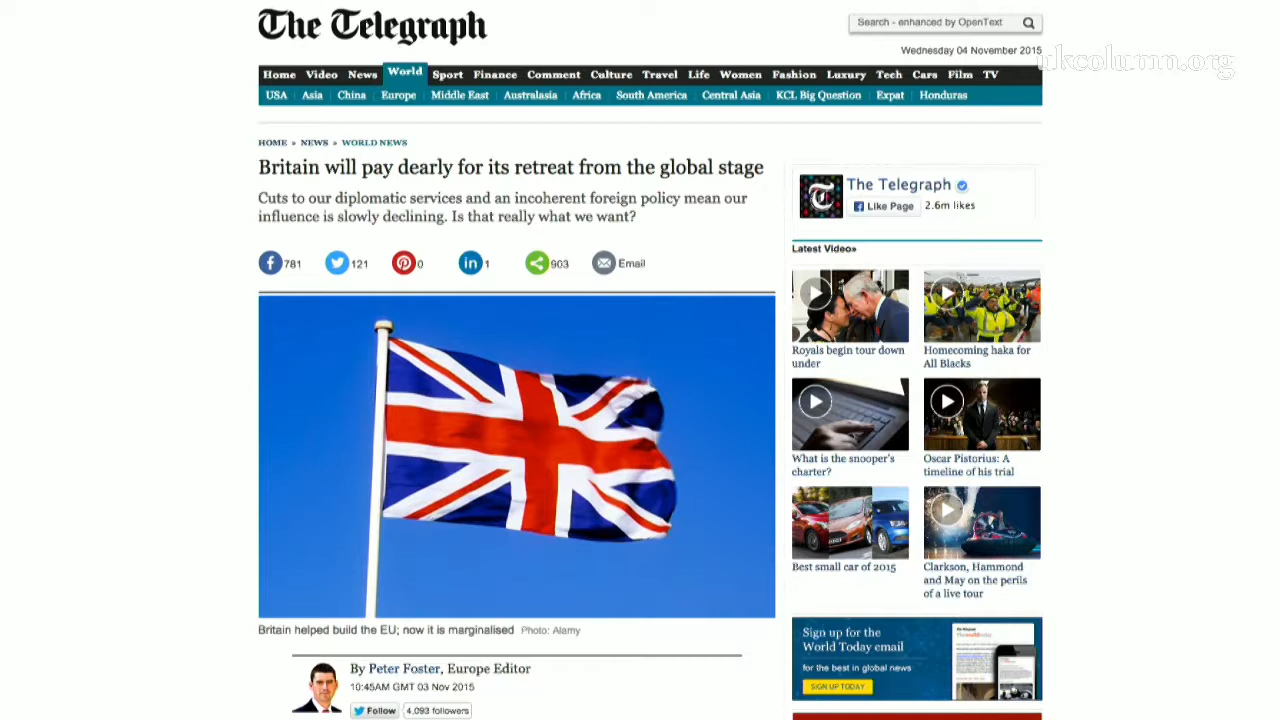 The Telegraph
Search - enhanced by OpenText
Wednesday 04 November 2015
ukcolumn.org
Home Video News World Sport Finance Comment Culture Travel Life Women Fashion Luxury Tech Cars Film TV
USA Asia China Europe Middle East Australasia Africa South America Central Asia KCL Big Question Expat Honduras
HOME » NEWS » WORLD NEWS
Britain will pay dearly for its retreat from the global stage
Cuts to our diplomatic services and an incoherent foreign policy mean our
influence is slowly declining. Is that really what we want?
781 121 0 1 903 Email
Britain helped build the EU; now it is marginalised Photo: Alamy
By Peter Foster, Europe Editor
10:45AM GMT 03 Nov 2015
Follow 4,093 followers
The Telegraph
Like Page 2.6m likes
Latest Video»
Royals begin tour down
under
Homecoming haka for
All Blacks
What is the snooper's
charter?
Oscar Pistorius: A
timeline of his trial
Best small car of 2015
Clarkson, Hammond
and May on the perils
of a live tour
Sign up for the
World Today email
for the best in global news
SIGN UP TODAY